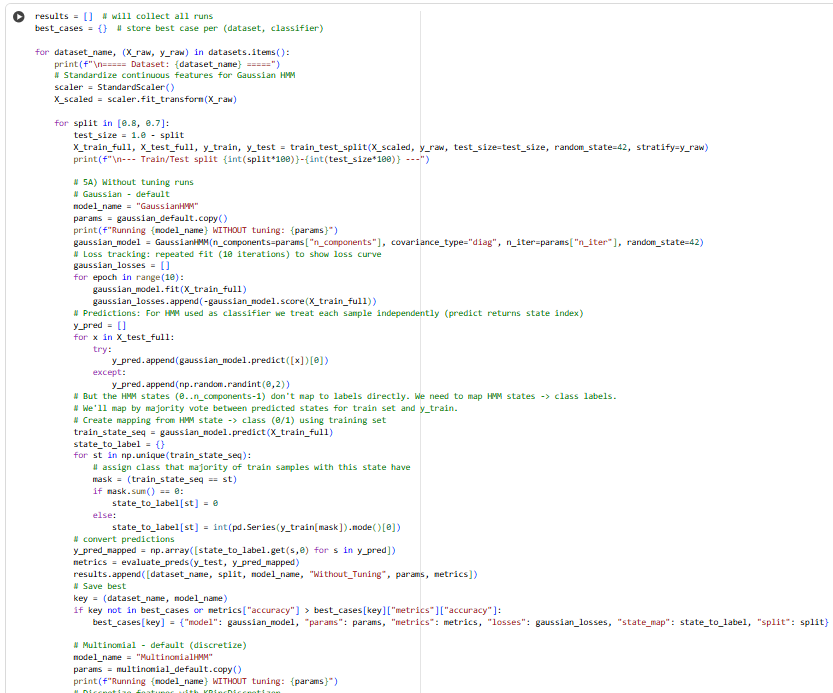 results = []  # will collect all runs
best_cases = {}  # store best case per (dataset, classifier)

for dataset_name, (X_raw, y_raw) in datasets.items():
    print(f"\n===== Dataset: {dataset_name} =====")
    # Standardize continuous features for Gaussian HMM
    scaler = StandardScaler()
    X_scaled = scaler.fit_transform(X_raw)

    for split in [0.8, 0.7]:
        test_size = 1.0 - split
        X_train_full, X_test_full, y_train, y_test = train_test_split(X_scaled, y_raw, test_size=test_size, random_state=42, stratify=y_raw)
        print(f"\n--- Train/Test split {int(split*100)}-{int(test_size*100)} ---")

        # 5A) Without tuning runs
        # Gaussian - default
        model_name = "GaussianHMM"
        params = gaussian_default.copy()
        print(f"Running {model_name} WITHOUT tuning: {params}")
        gaussian_model = GaussianHMM(n_components=params["n_components"], covariance_type="diag", n_iter=params["n_iter"], random_state=42)
        # Loss tracking: repeated fit (10 iterations) to show loss curve
        gaussian_losses = []
        for epoch in range(10):
            gaussian_model.fit(X_train_full)
            gaussian_losses.append(-gaussian_model.score(X_train_full))
        # Predictions: For HMM used as classifier we treat each sample independently (predict returns state index)
        y_pred = []
        for x in X_test_full:
            try:
                y_pred.append(gaussian_model.predict([x])[0])
            except:
                y_pred.append(np.random.randint(0,2))
        # But the HMM states (0..n_components-1) don't map to labels directly. We need to map HMM states -> class labels.
        # We'll map by majority vote between predicted states for train set and y_train.
        # Create mapping from HMM state -> class (0/1) using training set
        train_state_seq = gaussian_model.predict(X_train_full)
        state_to_label = {}
        for st in np.unique(train_state_seq):
            # assign class that majority of train samples with this state have
            mask = (train_state_seq == st)
            if mask.sum() == 0:
                state_to_label[st] = 0
            else:
                state_to_label[st] = int(pd.Series(y_train[mask]).mode()[0])
        # convert predictions
        y_pred_mapped = np.array([state_to_label.get(s,0) for s in y_pred])
        metrics = evaluate_preds(y_test, y_pred_mapped)
        results.append([dataset_name, split, model_name, "Without_Tuning", params, metrics])
        # Save best
        key = (dataset_name, model_name)
        if key not in best_cases or metrics["accuracy"] > best_cases[key]["metrics"]["accuracy"]:
            best_cases[key] = {"model": gaussian_model, "params": params, "metrics": metrics, "losses": gaussian_losses, "state_map": state_to_label, "split": split}

        # Multinomial - default (discretize)
        model_name = "MultinomialHMM"
        params = multinomial_default.copy()
        print(f"Running {model_name} WITHOUT tuning: {params}")
        # Discretize features with KBinsDiscretizer